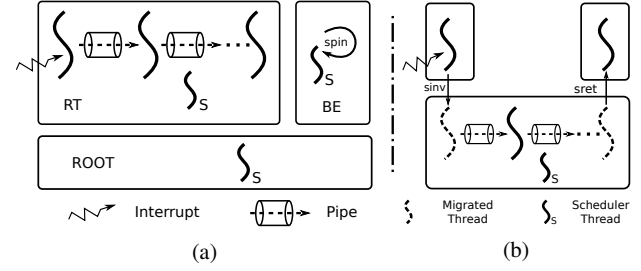 spin
S
S
RT
BE
ROOT
S
sinv
sret
S
Interrupt
Pipe
Migrated
Thread
S
Scheduler
Thread
(a)
(b)